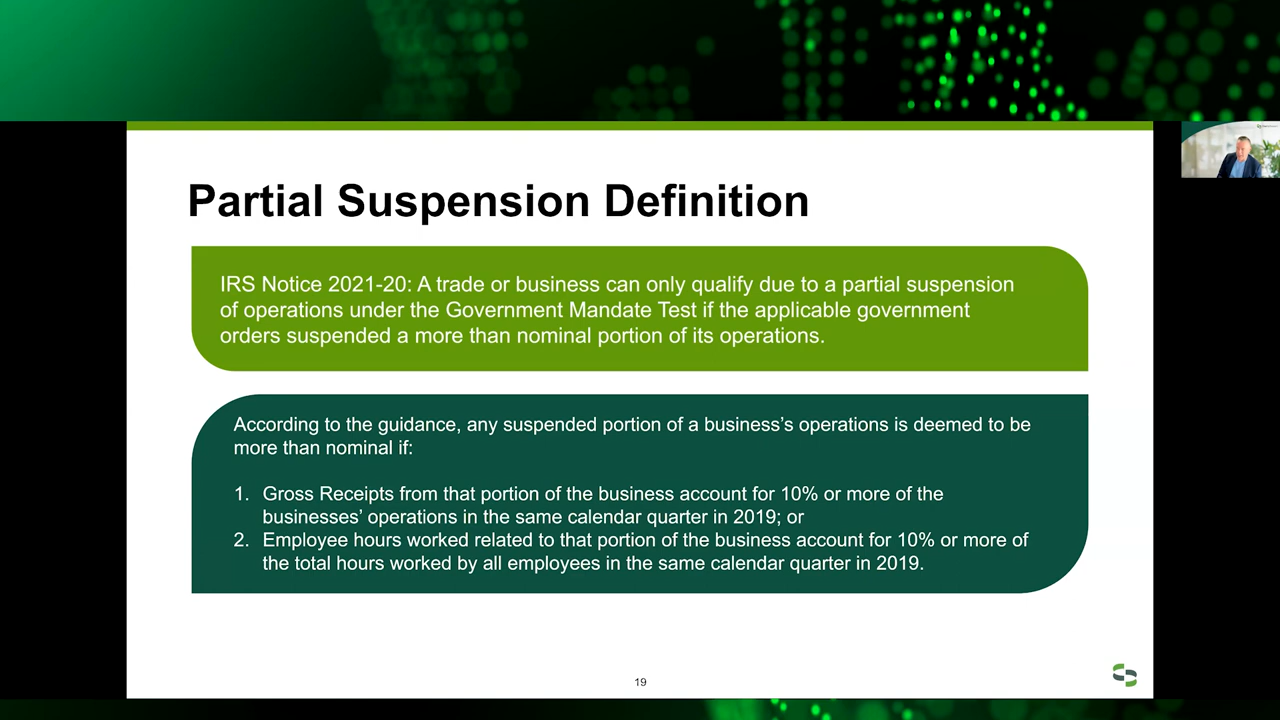 Partial Suspension Definition
IRS Notice 2021-20: A trade or business can only qualify due to a partial suspension
of operations under the Government Mandate Test if the applicable government
orders suspended a more than nominal portion of its operations.
According to the guidance, any suspended portion of a business’s operations is deemed to be
more than nominal if:
1. Gross Receipts from that portion of the business account for 10% or more of the
businesses’ operations in the same calendar quarter in 2019; or
2. Employee hours worked related to that portion of the business account for 10% or more of
the total hours worked by all employees in the same calendar quarter in 2019.
19